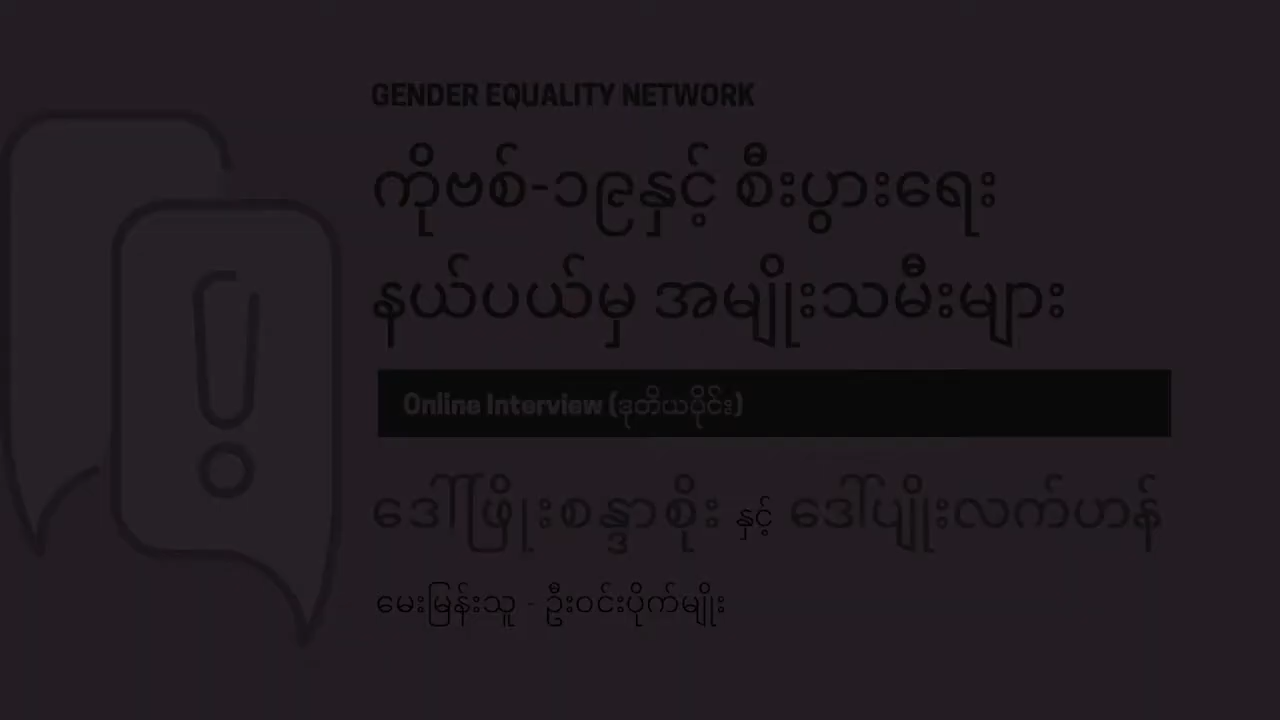 GENDER EQUALITY NETWORK
ကိုဗစ်-၁၉နှင့် စီးပွားရေး
နယ်ပယ်မှ အမျိုးသမီးများ
Online Interview (ဒုတိယပိုင်း)
ဒေါ်ဖြိုးစန္ဒာစိုး နှင့် ဒေါ်ပျိုးလက်ဟန်
မေးမြန်းသူ - ဦးဝင်းပိုက်မျိုး